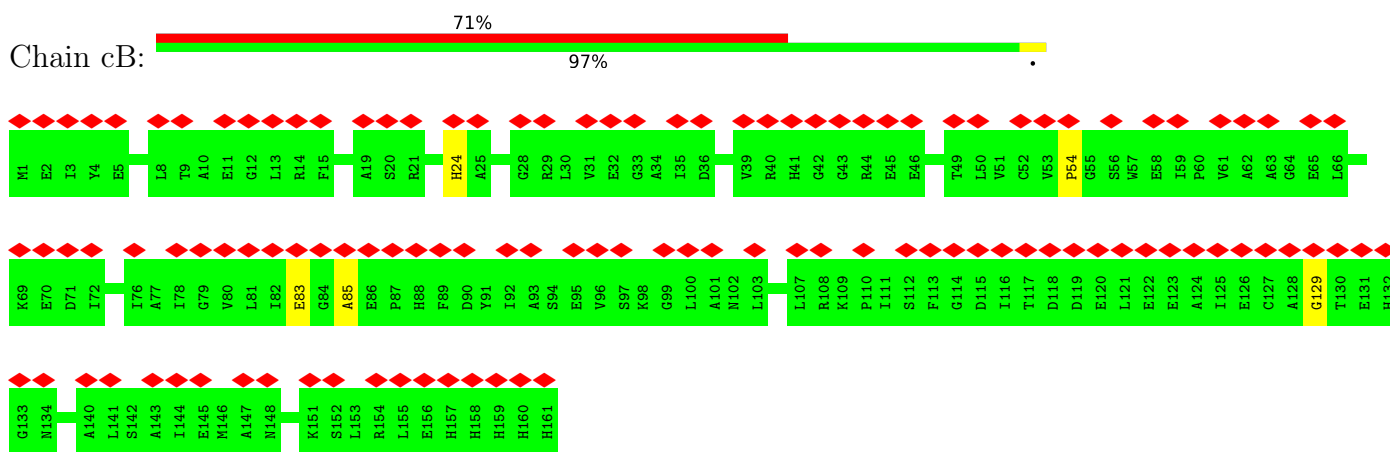 71%
Chain cB:
97% •
M1 E2 I3 Y4 E5 L8 T9 A10 E11 G12 L13 R14 F15 A19 S20 R21 H24 A25 G28 R29 L30 V31 E32 G33 A34 I35 D36 V39 R40 H41 G42 G43 R44 E45 E46 T49 L50 V51 C52 V53 P54 G55 S56 W57 E58 I59 P60 V61 A62 A63 G64 E65 L66
K69 E70 D71 I72 I76 A77 I78 G79 V80 L81 I82 E83 G84 A85 E86 P87 H88 F89 D90 Y91 I92 A93 S94 E95 V96 S97 K98 G99 L100 A101 N102 L103 L107 R108 K109 P110 I111 S112 F113 G114 D115 I116 T117 D118 D119 E120 L121 E122 E123 A124 I125 E126 C127 A128 G129 T130 E131 H132
G133 N134 A140 L141 S142 A143 I144 E145 M146 A147 N148 K151 S152 L153 R154 L155 E156 H157 H158 H159 H160 H161